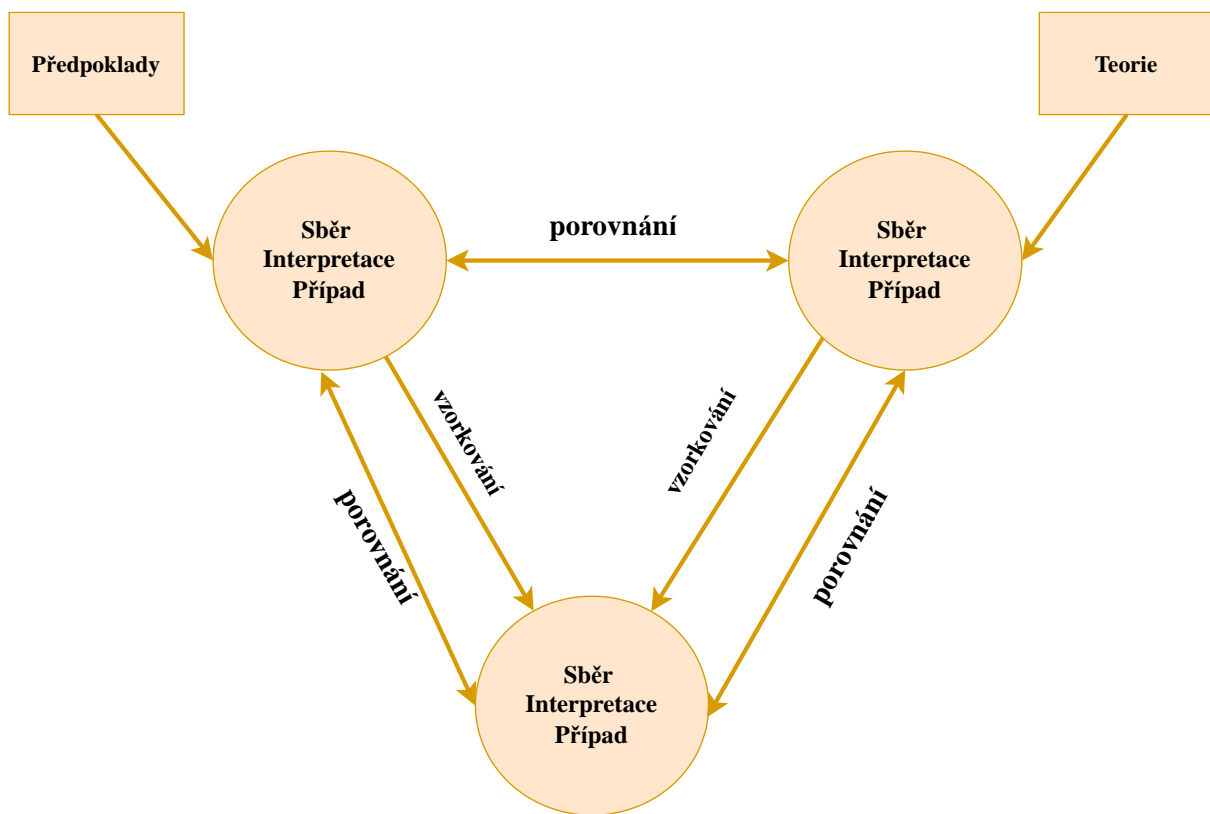 Předpoklady
Teorie
Sběr
Interpretace
Případ
porovnání
Sběr
Interpretace
Případ
vzorkování
vzorkování
porovnání
porovnání
Sběr
Interpretace
Případ